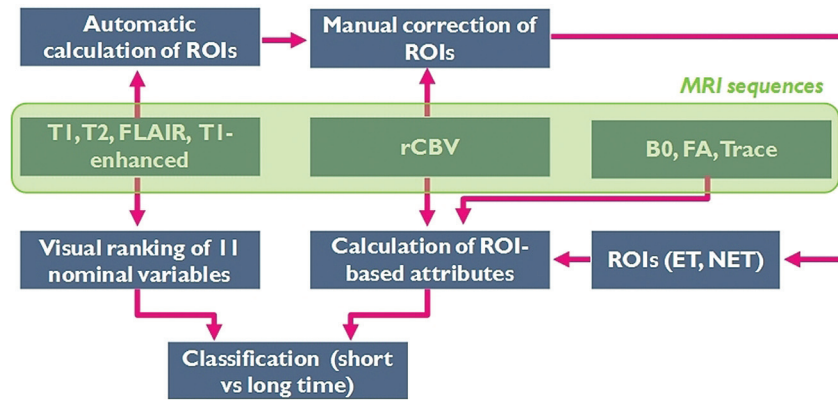 Automatic
calculation of ROIs
Manual correction of
ROIs
MRI sequences
T1, T2, FLAIR, T1-
enhanced
rCBV
B0, FA, Trace
Visual ranking of 11
nominal variables
Calculation of ROI-
based attributes
ROIs (ET, NET)
Classification (short
vs long time)